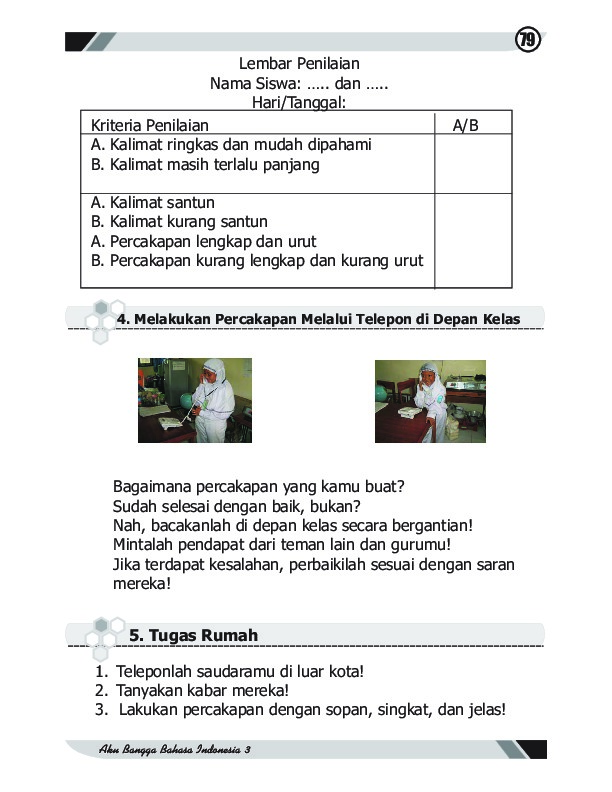 79
Lembar Penilaian
Nama Siswa: ..... dan .....
Hari/Tanggal:
Kriteria Penilaian A/B
A. Kalimat ringkas dan mudah dipahami
B. Kalimat masih terlalu panjang
A. Kalimat santun
B. Kalimat kurang santun
A. Percakapan lengkap dan urut
B. Percakapan kurang lengkap dan kurang urut
4. Melakukan Percakapan Melalui Telepon di Depan Kelas
Bagaimana percakapan yang kamu buat?
Sudah selesai dengan baik, bukan?
Nah, bacakanlah di depan kelas secara bergantian!
Mintalah pendapat dari teman lain dan gurumu!
Jika terdapat kesalahan, perbaikilah sesuai dengan saran
mereka!
5. Tugas Rumah
1. Teleponlah saudaramu di luar kota!
2. Tanyakan kabar mereka!
3. Lakukan percakapan dengan sopan, singkat, dan jelas!
Aku Bangga Bahasa Indonesia 3